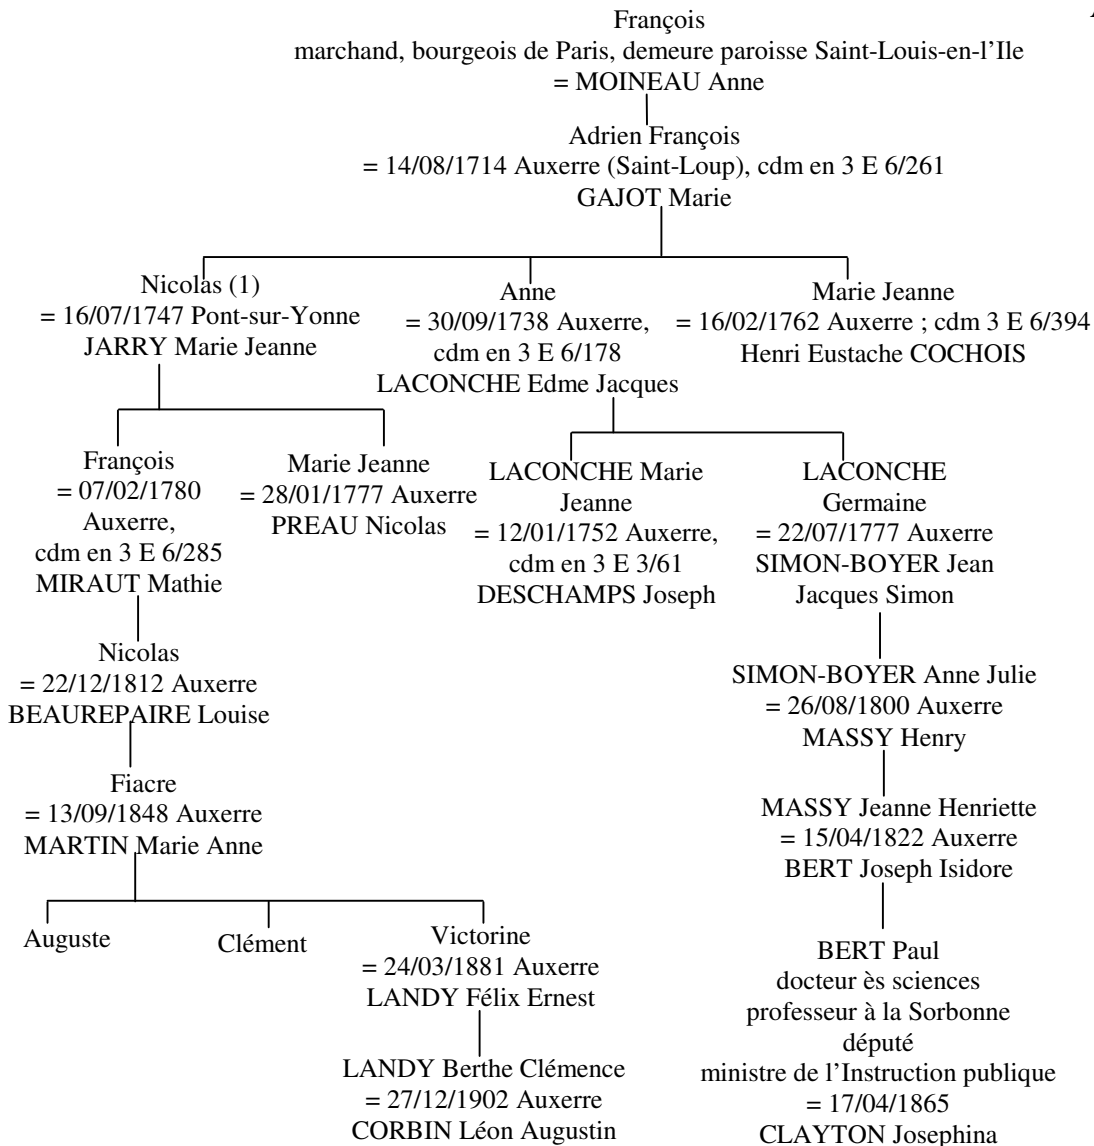 François
marchand, bourgeois de Paris, demeure paroisse Saint-Louis-en-l'Ile
= MOINEAU Anne
Adrien François
= 14/08/1714 Auxerre (Saint-Loup), cdm en 3 E 6/261
GAJOT Marie
Nicolas (1)
= 16/07/1747 Pont-sur-Yonne
JARRY Marie Jeanne
Anne
= 30/09/1738 Auxerre,
cdm en 3 E 6/178
LACONCHE Edme Jacques
Marie Jeanne
= 16/02/1762 Auxerre ; cdm 3 E 6/394
Henri Eustache COCHOIS
François
= 07/02/1780
Auxerre,
cdm en 3 E 6/285
MIRAUT Mathie
Marie Jeanne
= 28/01/1777 Auxerre
PREAU Nicolas
LACONCHE Marie
Jeanne
= 12/01/1752 Auxerre,
cdm en 3 E 3/61
DESCHAMPS Joseph
LACONCHE
Germaine
= 22/07/1777 Auxerre
SIMON-BOYER Jean
Jacques Simon
Nicolas
= 22/12/1812 Auxerre
BEAUREPAIRE Louise
SIMON-BOYER Anne Julie
= 26/08/1800 Auxerre
MASSY Henry
Fiacre
= 13/09/1848 Auxerre
MARTIN Marie Anne
MASSY Jeanne Henriette
= 15/04/1822 Auxerre
BERT Joseph Isidore
Auguste
Clément
Victorine
= 24/03/1881 Auxerre
LANDY Félix Ernest
BERT Paul
docteur ès sciences
professeur à la Sorbonne
député
ministre de l'Instruction publique
= 17/04/1865
CLAYTON Josephina
LANDY Berthe Clémence
= 27/12/1902 Auxerre
CORBIN Léon Augustin